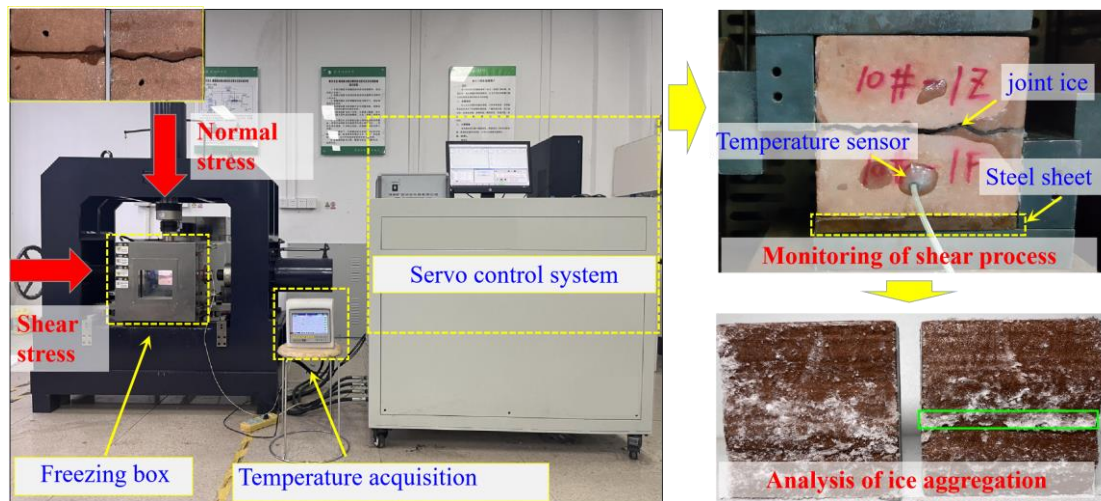 Normal
stress
Shear
stress
Servo control system
Freezing box
Temperature acquisition
10#-1Z
joint ice
Temperature sensor
Steel sheet
Monitoring of shear process
Analysis of ice aggregation